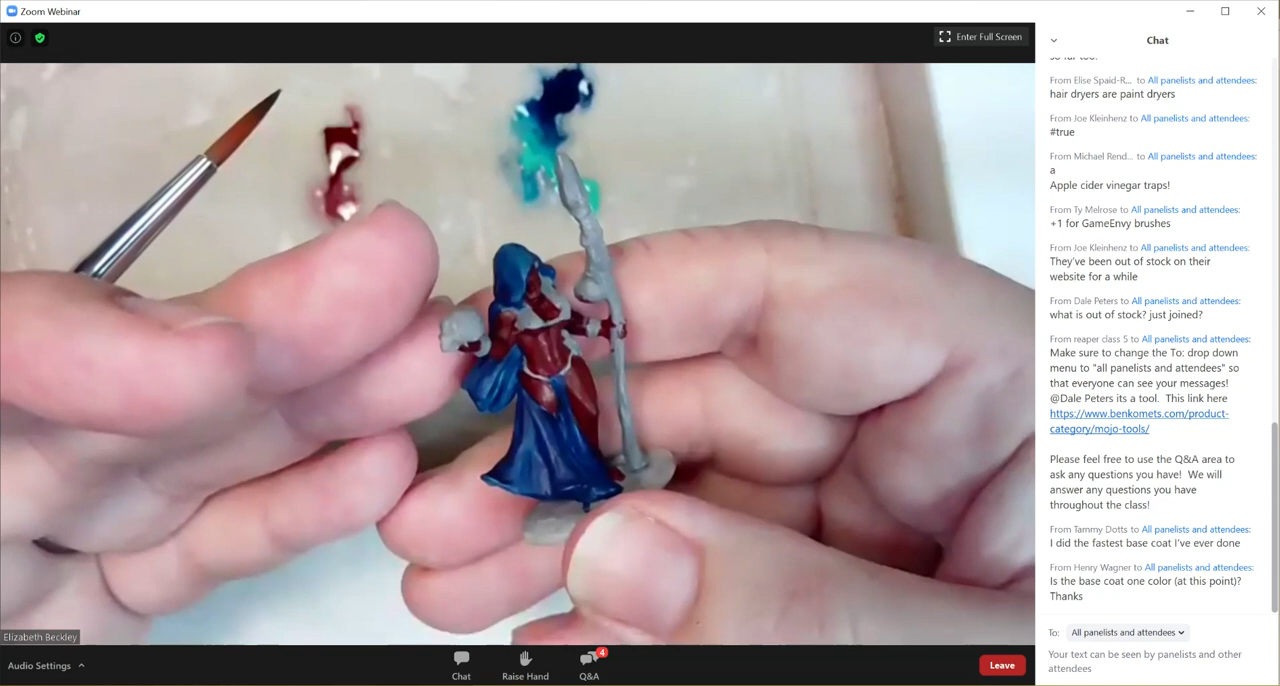 Zoom Webinar
Enter Full Screen
Chat
so far too!
From Elise Spaid-R... to All panelists and attendees:
hair dryers are paint dryers
From Joe Kleinhenz to All panelists and attendees:
#true
From Michael Rend... to All panelists and attendees:
a
Apple cider vinegar traps!
From Ty Melrose to All panelists and attendees:
+1 for GameEnvy brushes
From Joe Kleinhenz to All panelists and attendees:
They've been out of stock on their
website for a while
From Dale Peters to All panelists and attendees:
what is out of stock? just joined?
From reaper class 5 to All panelists and attendees:
Make sure to change the To: drop down
menu to "all panelists and attendees" so
that everyone can see your messages!
@Dale Peters its a tool. This link here
https://www.benkomets.com/product-
category/mojo-tools/
Please feel free to use the Q&A area to
ask any questions you have! We will
answer any questions you have
throughout the class!
From Tammy Dotts to All panelists and attendees:
I did the fastest base coat I've ever done
From Henry Wagner to All panelists and attendees:
Is the base coat one color (at this point)?
Thanks
To: All panelists and attendees
Your text can be seen by panelists and other
attendees
Elizabeth Beckley
Audio Settings
Chat
Raise Hand
4
Q&A
Leave